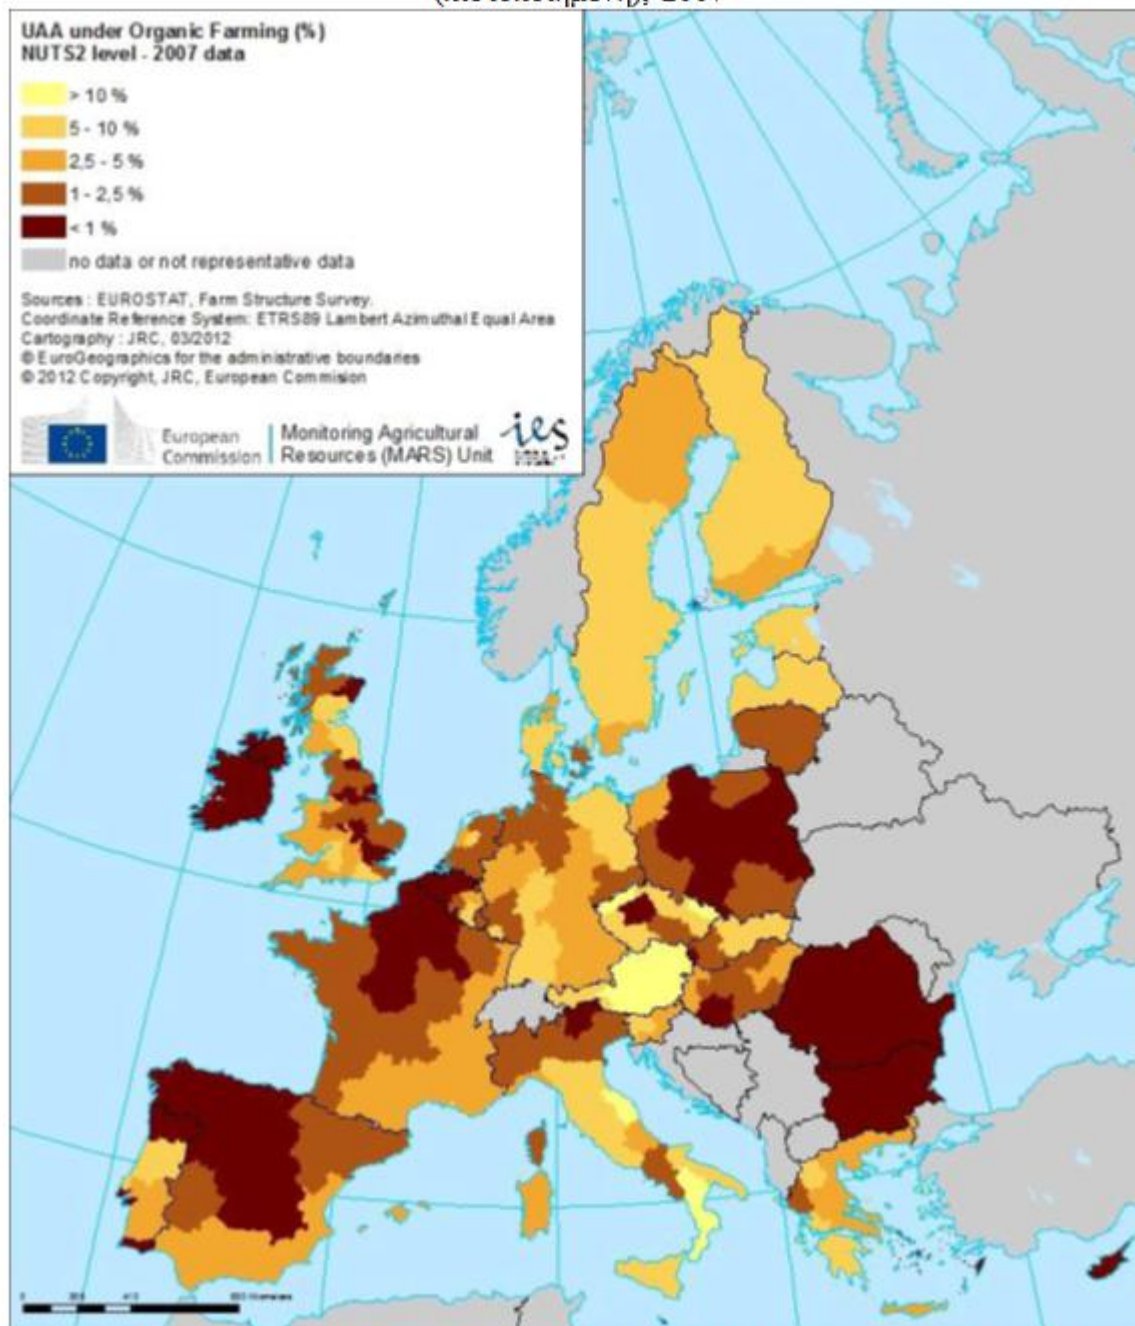 UAA under Organic Farming (%)
NUTS2 level - 2007 data
> 10 %
5 - 10 %
2,5 - 5 %
1 - 2,5 %
< 1 %
no data or not representative data
Sources : EUROSTAT, Farm Structure Survey.
Coordinate Reference System: ETRS89 Lambert Azimuthal Equal Area
Cartography : JRC, 03/2012
© EuroGeographics for the administrative boundaries
© 2012 Copyright, JRC, European Commision
European
Commission
Monitoring Agricultural
Resources (MARS) Unit
ies